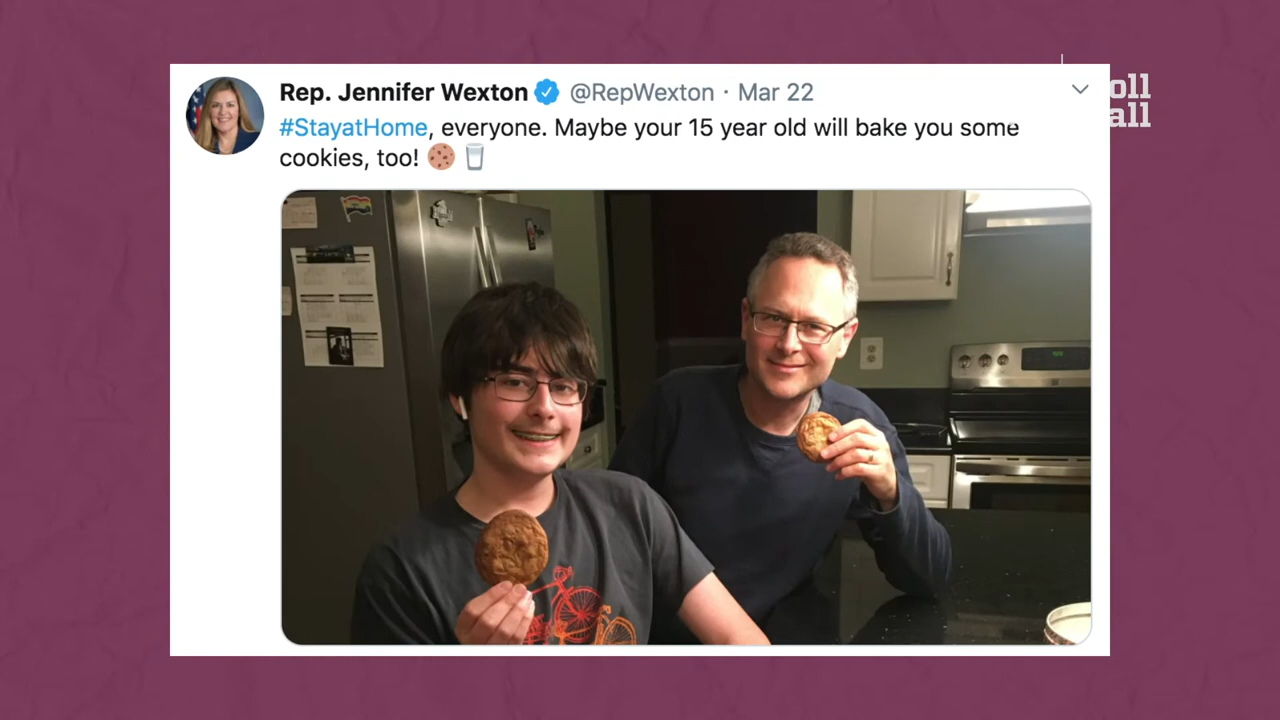 Rep. Jennifer Wexton @RepWexton · Mar 22
#StayatHome, everyone. Maybe your 15 year old will bake you some
cookies, too! 🍪 🥛
oll
all